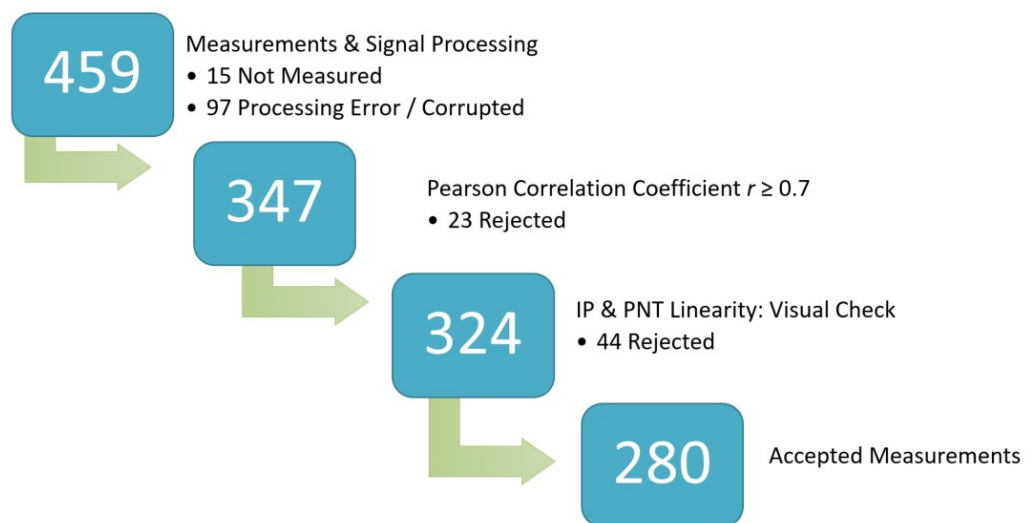 459
Measurements & Signal Processing
• 15 Not Measured
• 97 Processing Error / Corrupted
347
Pearson Correlation Coefficient r ≥ 0.7
• 23 Rejected
324
IP & PNT Linearity: Visual Check
• 44 Rejected
280
Accepted Measurements